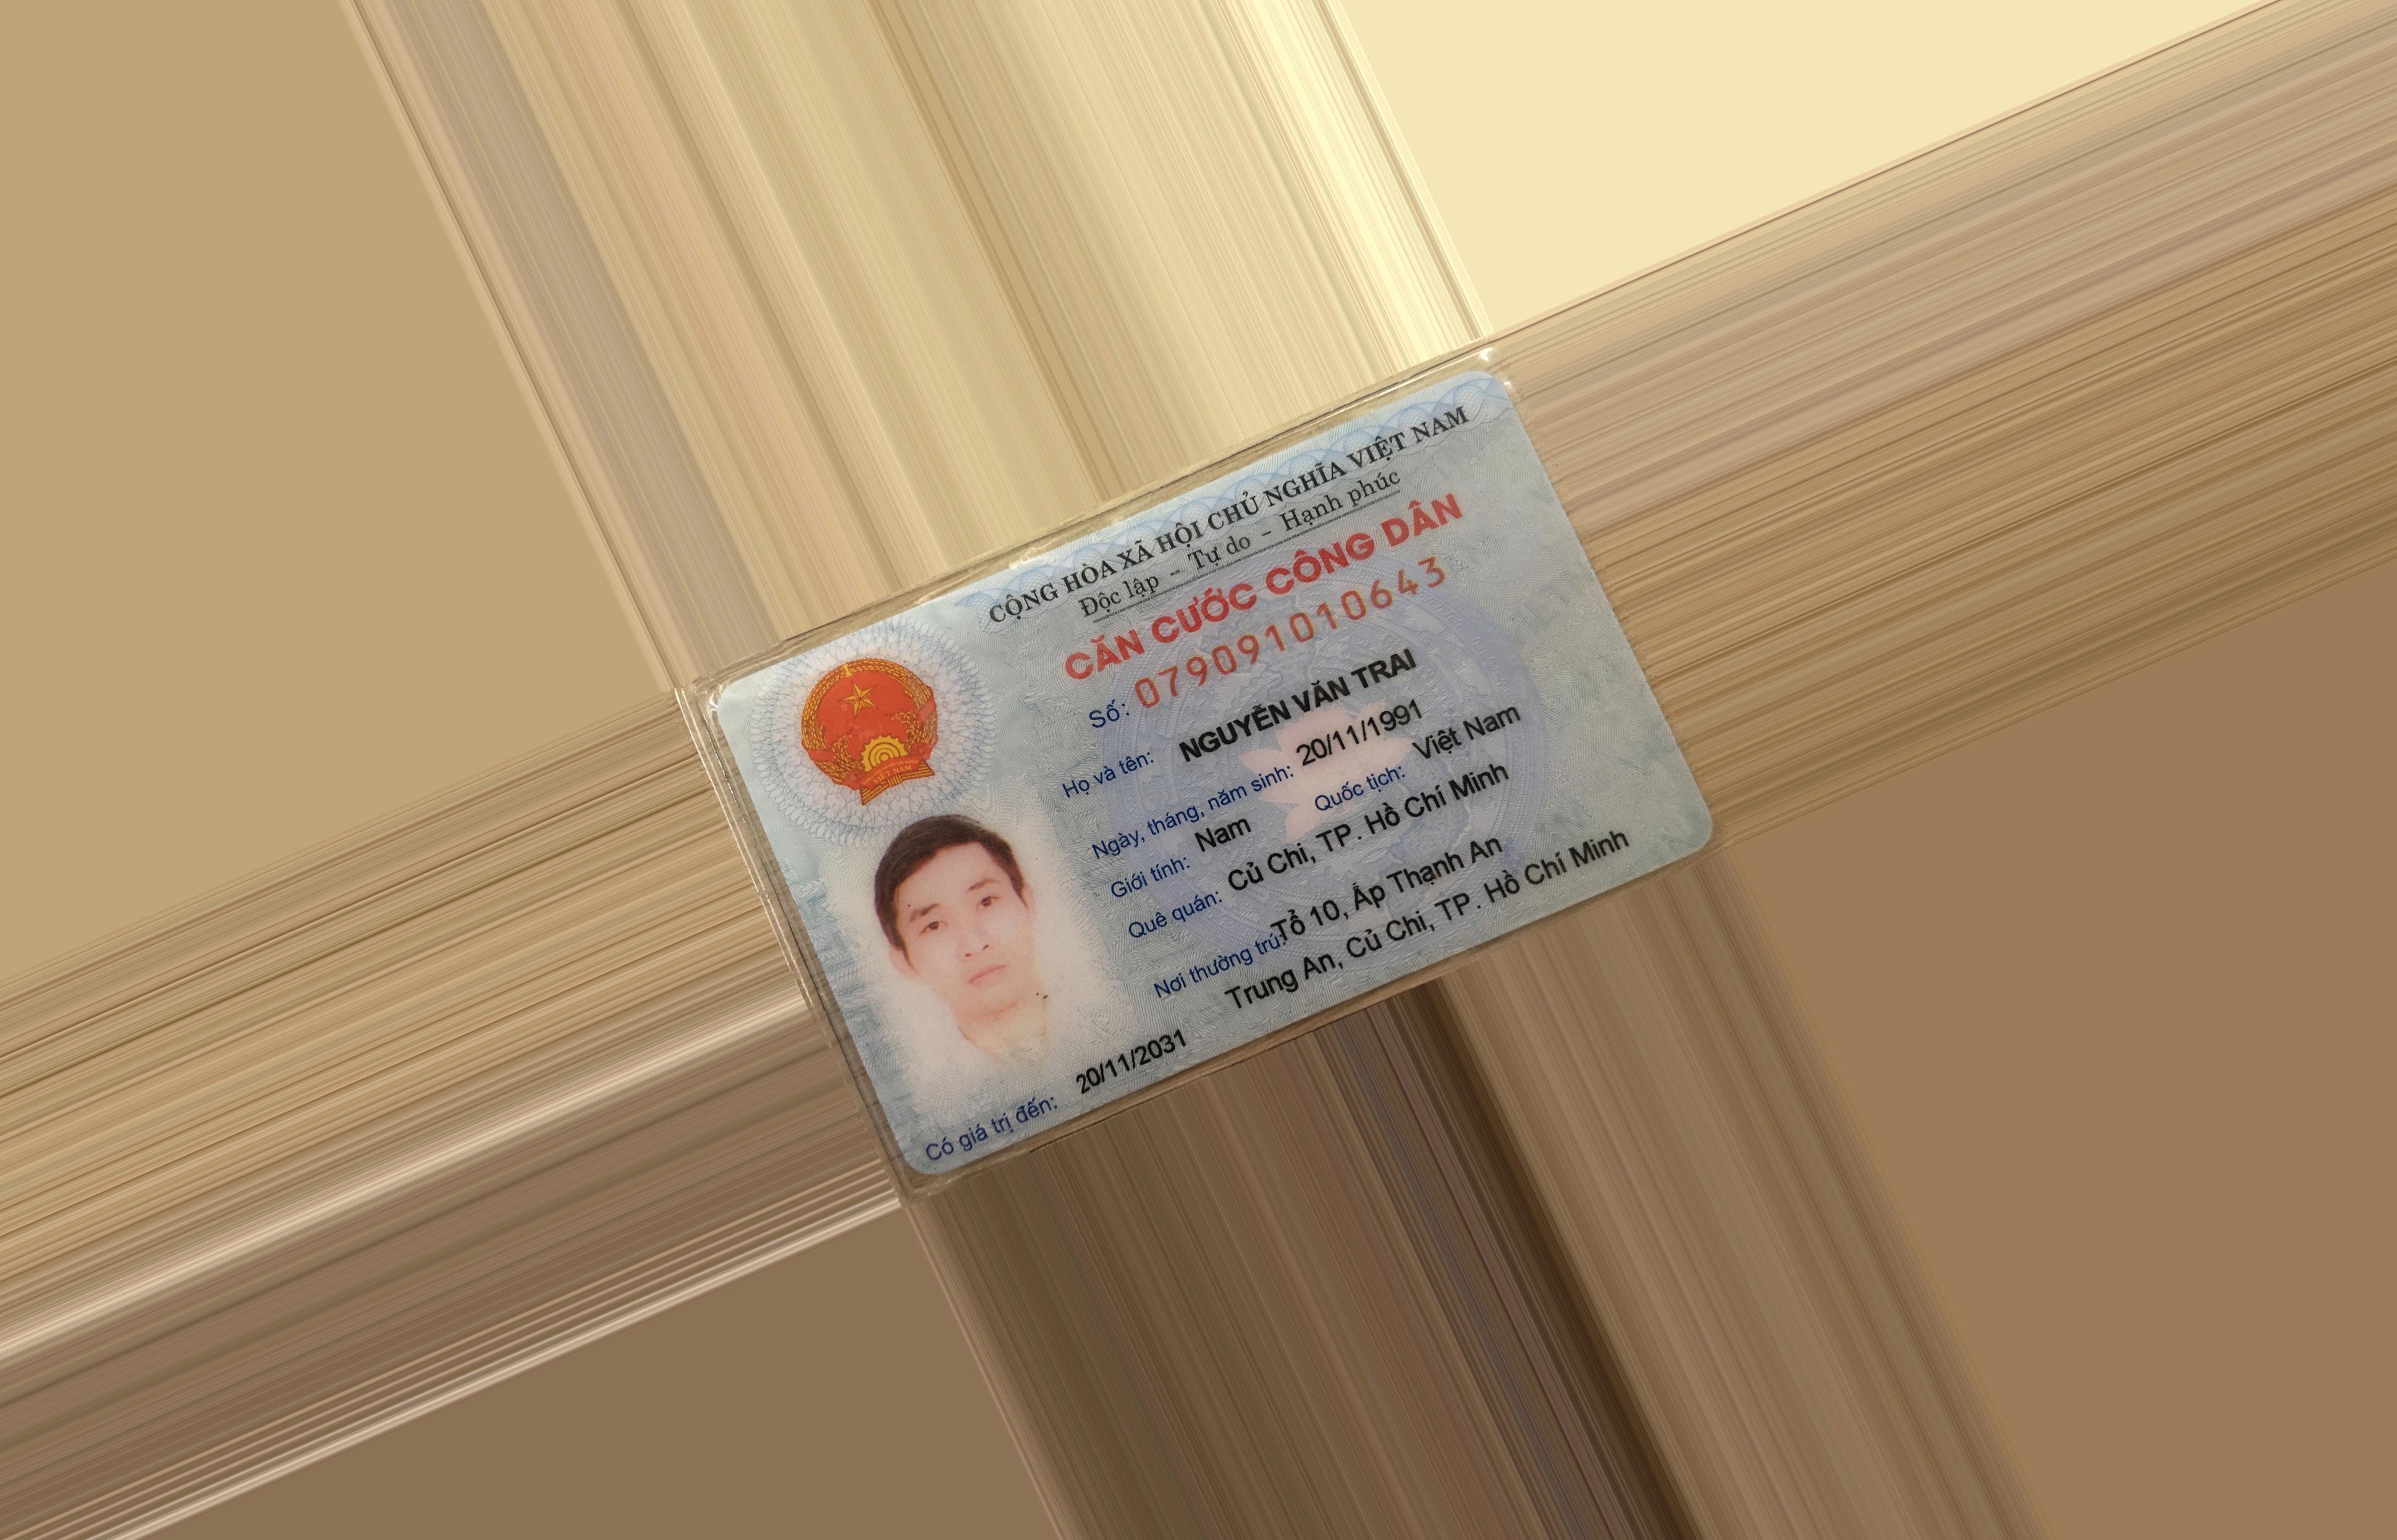 CỘNG HÒA XÃ HỘI CHỦ NGHĨA VIỆT NAM
Độc lập - Tự do - Hạnh phúc
CĂN CƯỚC CÔNG DÂN
Số: 079091010643
Họ và tên: NGUYỄN VĂN TRAI
Ngày, tháng, năm sinh: 20/11/1991
Giới tính: Nam Quốc tịch: Việt Nam
Quê quán: Củ Chi, TP. Hồ Chí Minh
Nơi thường trú: Tổ 10, Ấp Thạnh An
Trung An, Củ Chi, TP. Hồ Chí Minh
Có giá trị đến: 20/11/2031